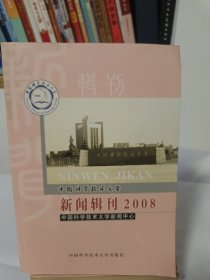 辑刊
新闻
XINWEN JIKAN
中国科学技术大学
新闻辑刊2008
中国科学技术大学新闻中心
中国科学技术大学出版社